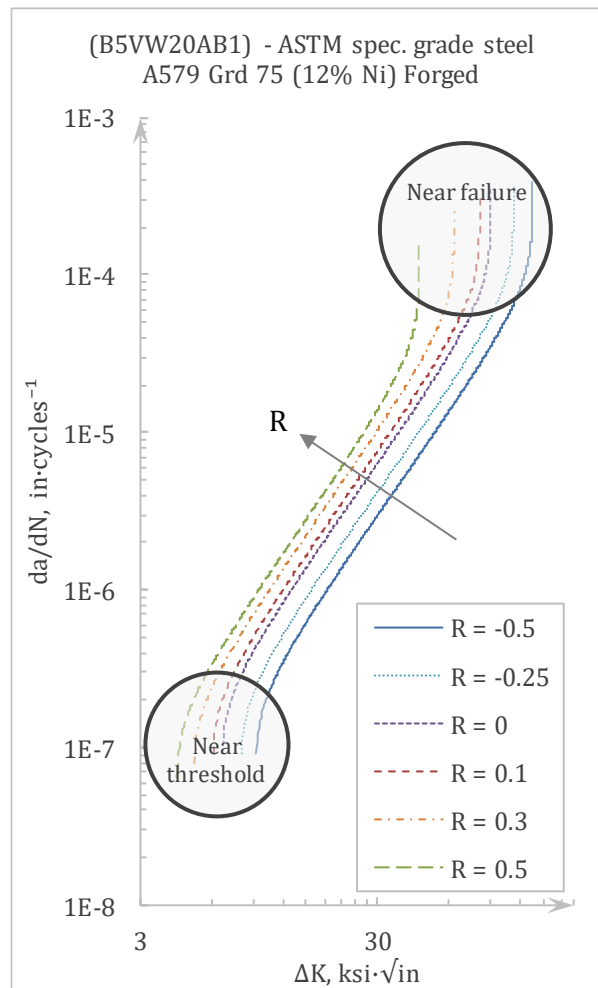 (B5VW20AB1) - ASTM spec. grade steel
A579 Grd 75 (12% Ni) Forged
1E-3
Near failure
1E-4
R
1E-5
da/dN, in·cycles⁻¹
1E-6
R = -0.5
R = -0.25
R = 0
R = 0.1
R = 0.3
R = 0.5
1E-7
Near
threshold
1E-8
3
30
ΔK, ksi·√in